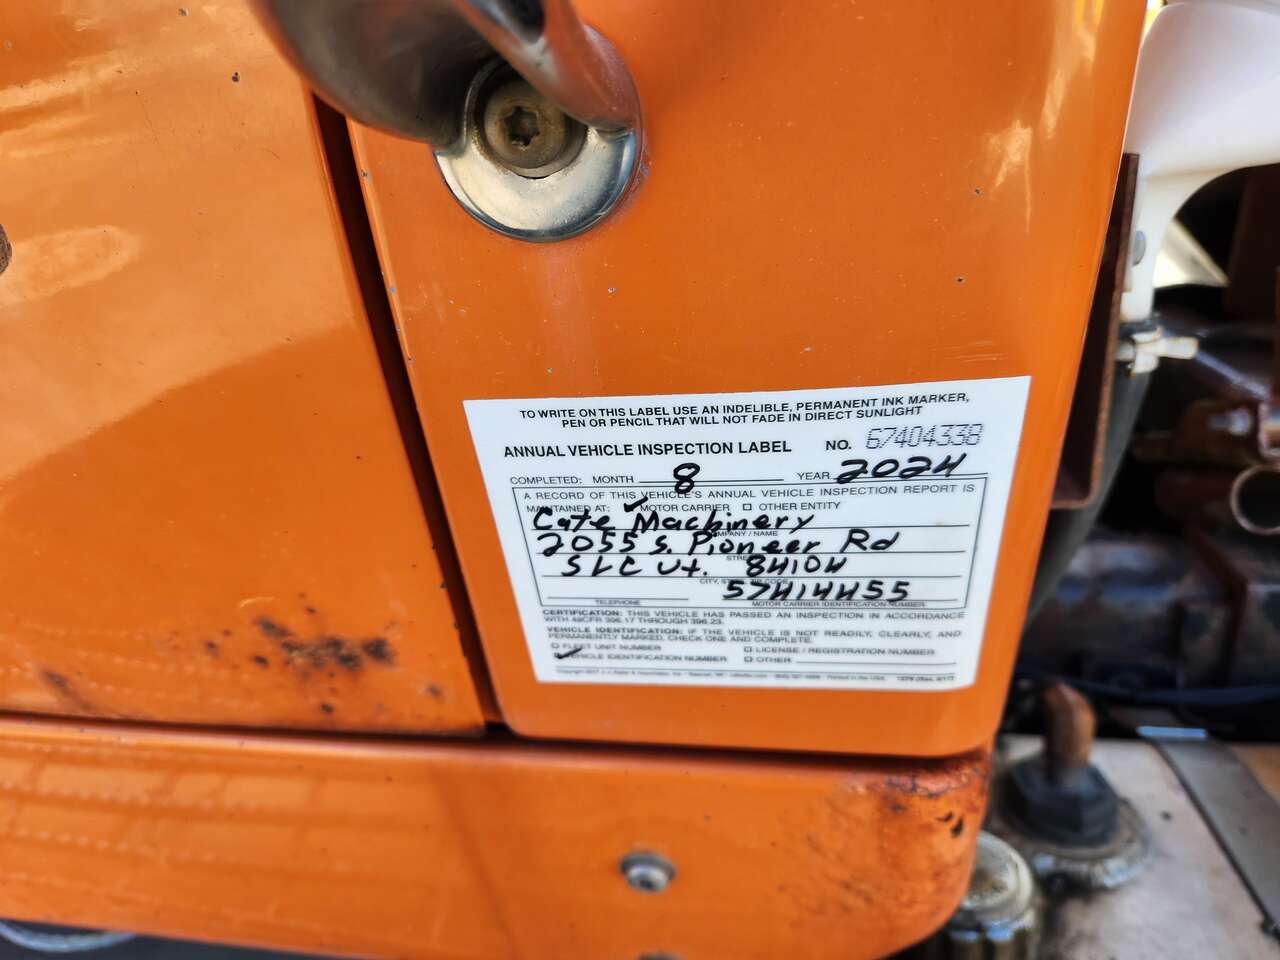 TO WRITE ON THIS LABEL USE AN INDELIBLE, PERMANENT INK MARKER,
PEN OR PENCIL THAT WILL NOT FADE IN DIRECT SUNLIGHT
ANNUAL VEHICLE INSPECTION LABEL NO. 67404338
COMPLETED: MONTH 8 YEAR 2024
A RECORD OF THIS VEHICLE'S ANNUAL VEHICLE INSPECTION REPORT IS
MAINTAINED AT: ✓ MOTOR CARRIER ☐ OTHER ENTITY
Cate Machinery
COMPANY / NAME
2055 S. Pioneer Rd
STREET
SLC Ut. 84104
CITY, STATE, ZIP CODE
57414455
TELEPHONE MOTOR CARRIER IDENTIFICATION NUMBER
CERTIFICATION: THIS VEHICLE HAS PASSED AN INSPECTION IN ACCORDANCE
WITH 49CFR 396.17 THROUGH 396.23.
VEHICLE IDENTIFICATION: IF THE VEHICLE IS NOT READILY, CLEARLY, AND
PERMANENTLY MARKED, CHECK ONE AND COMPLETE.
☐ FLEET UNIT NUMBER ☐ LICENSE / REGISTRATION NUMBER
✓ VEHICLE IDENTIFICATION NUMBER ☐ OTHER